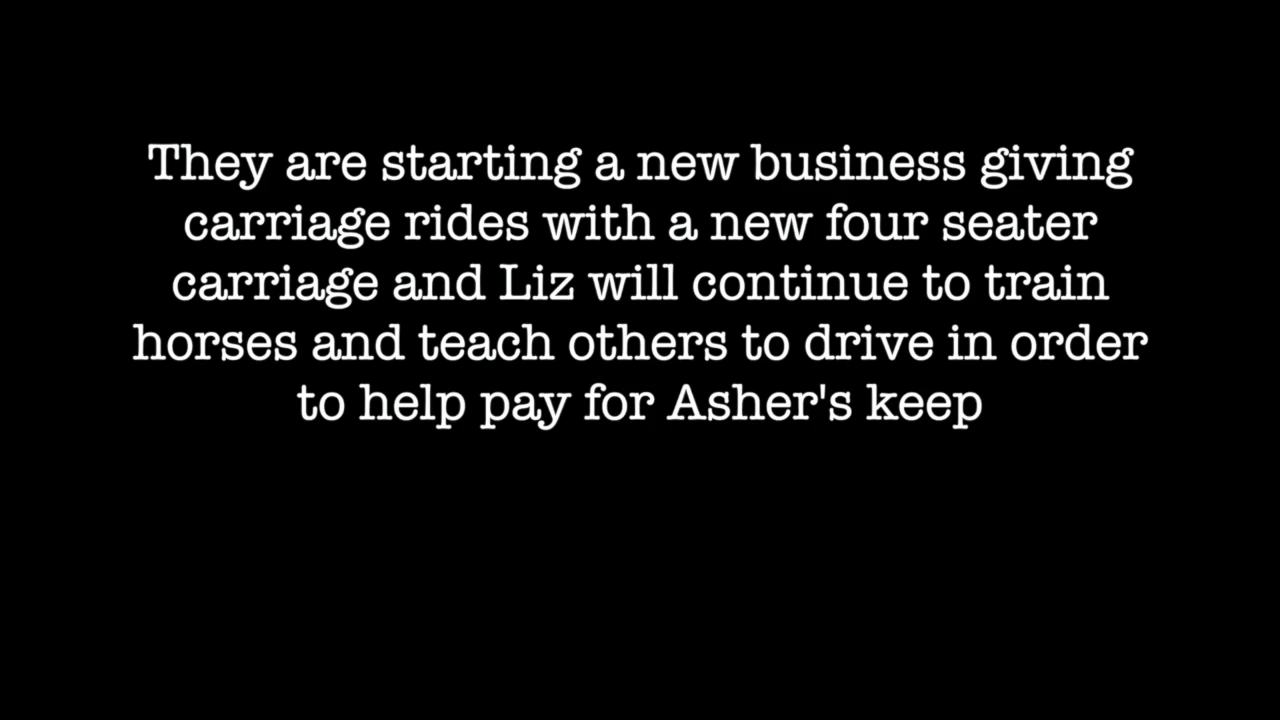 They are starting a new business giving
carriage rides with a new four seater
carriage and Liz will continue to train
horses and teach others to drive in order
to help pay for Asher's keep